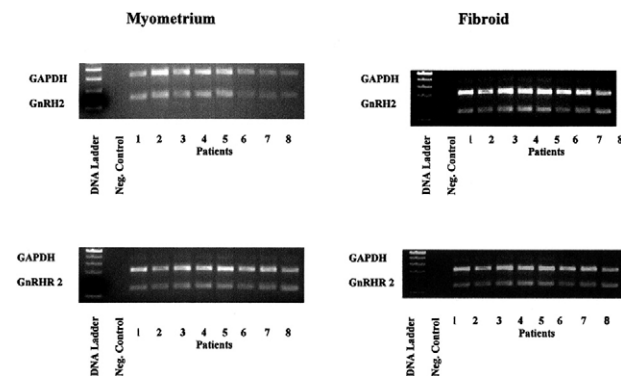 Myometrium
Fibroid
GAPDH
GnRH2
DNA Ladder
Neg. Control
1 2 3 4 5 6 7 8
Patients
GAPDH
GnRH2
DNA Ladder
Neg. Control
1 2 3 4 5 6 7 8
Patients
GAPDH
GnRHR 2
DNA Ladder
Neg. Control
1 2 3 4 5 6 7 8
Patients
GAPDH
GnRHR 2
DNA Ladder
Neg. Control
1 2 3 4 5 6 7 8
Patients